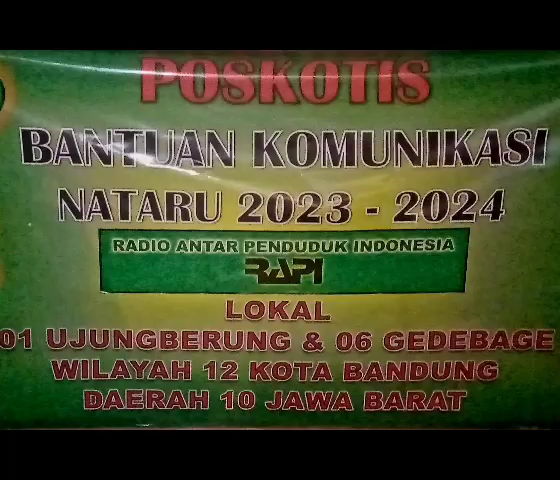 POSKOTIS
BANTUAN KOMUNIKASI
NATARU 2023 - 2024
RADIO ANTAR PENDUDUK INDONESIA
RAPI
LOKAL
01 UJUNGBERUNG & 06 GEDEBAGE
WILAYAH 12 KOTA BANDUNG
DAERAH 10 JAWA BARAT